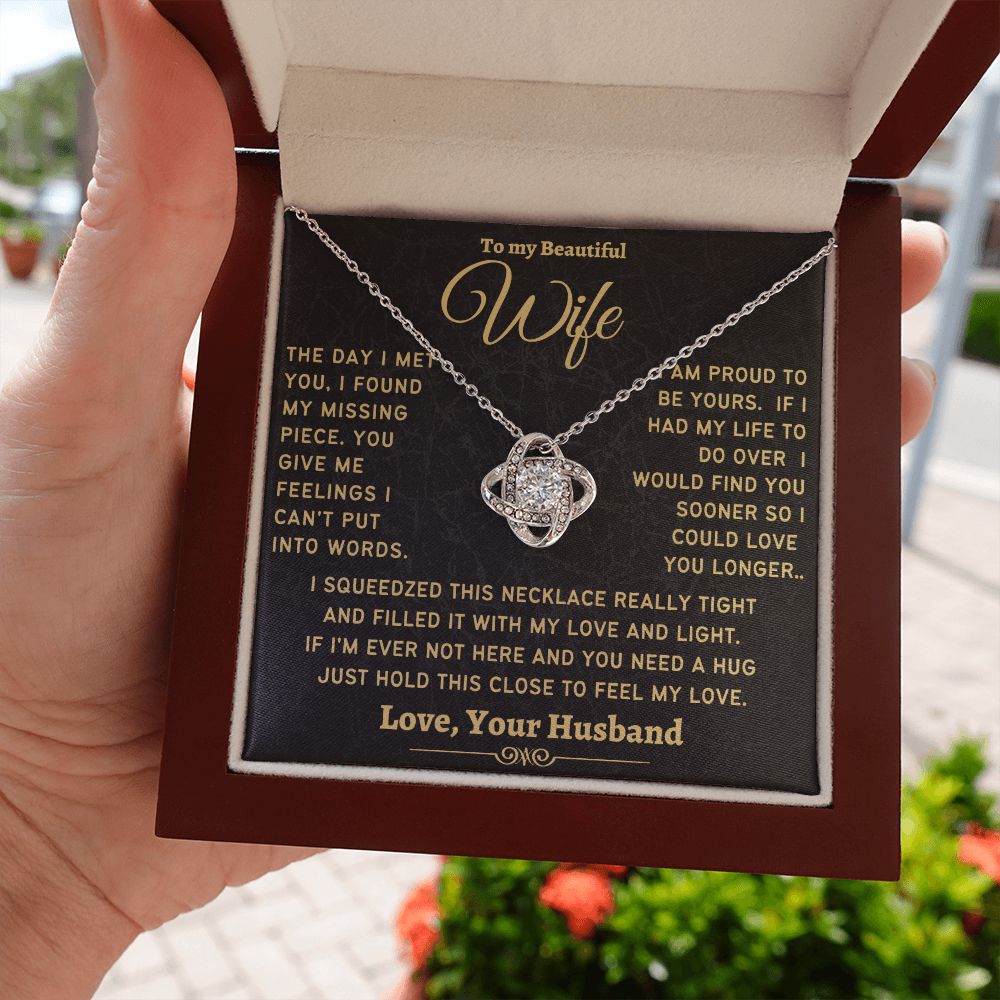 To my Beautiful
Wife
THE DAY I MET
YOU, I FOUND
MY MISSING
PIECE. YOU
GIVE ME
FEELINGS I
CAN'T PUT
INTO WORDS.
I AM PROUD TO
BE YOURS. IF I
HAD MY LIFE TO
DO OVER I
WOULD FIND YOU
SOONER SO I
COULD LOVE
YOU LONGER..
I SQUEEDZED THIS NECKLACE REALLY TIGHT
AND FILLED IT WITH MY LOVE AND LIGHT.
IF I'M EVER NOT HERE AND YOU NEED A HUG
JUST HOLD THIS CLOSE TO FEEL MY LOVE.
Love, Your Husband